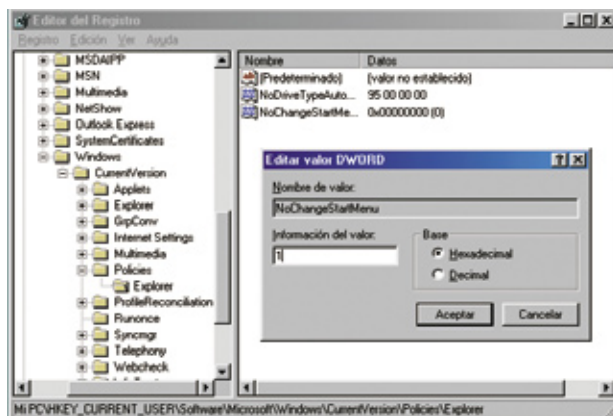 Editor del Registro
Registro Edición Ver Ayuda
MSDAIPP
MSN
Multimedia
NetShow
Outlook Express
SystemCertificates
Windows
CurrentVersion
Applets
Explorer
GrpConv
Internet Settings
Multimedia
Policies
Explorer
ProfileReconciliation
Runonce
Syncmgr
Telephony
Webcheck
Nombre Datos
(Predeterminado) (valor no establecido)
NoDriveTypeAuto... 95 00 00 00
NoChangeStartMe... 0x00000000 (0)
Editar valor DWORD
Nombre de valor:
NoChangeStartMenu
Información del valor:
1
Base
Hexadecimal
Decimal
Aceptar Cancelar
Mi PC\HKEY_CURRENT_USER\Software\Microsoft\Windows\CurrentVersion\Policies\Explorer